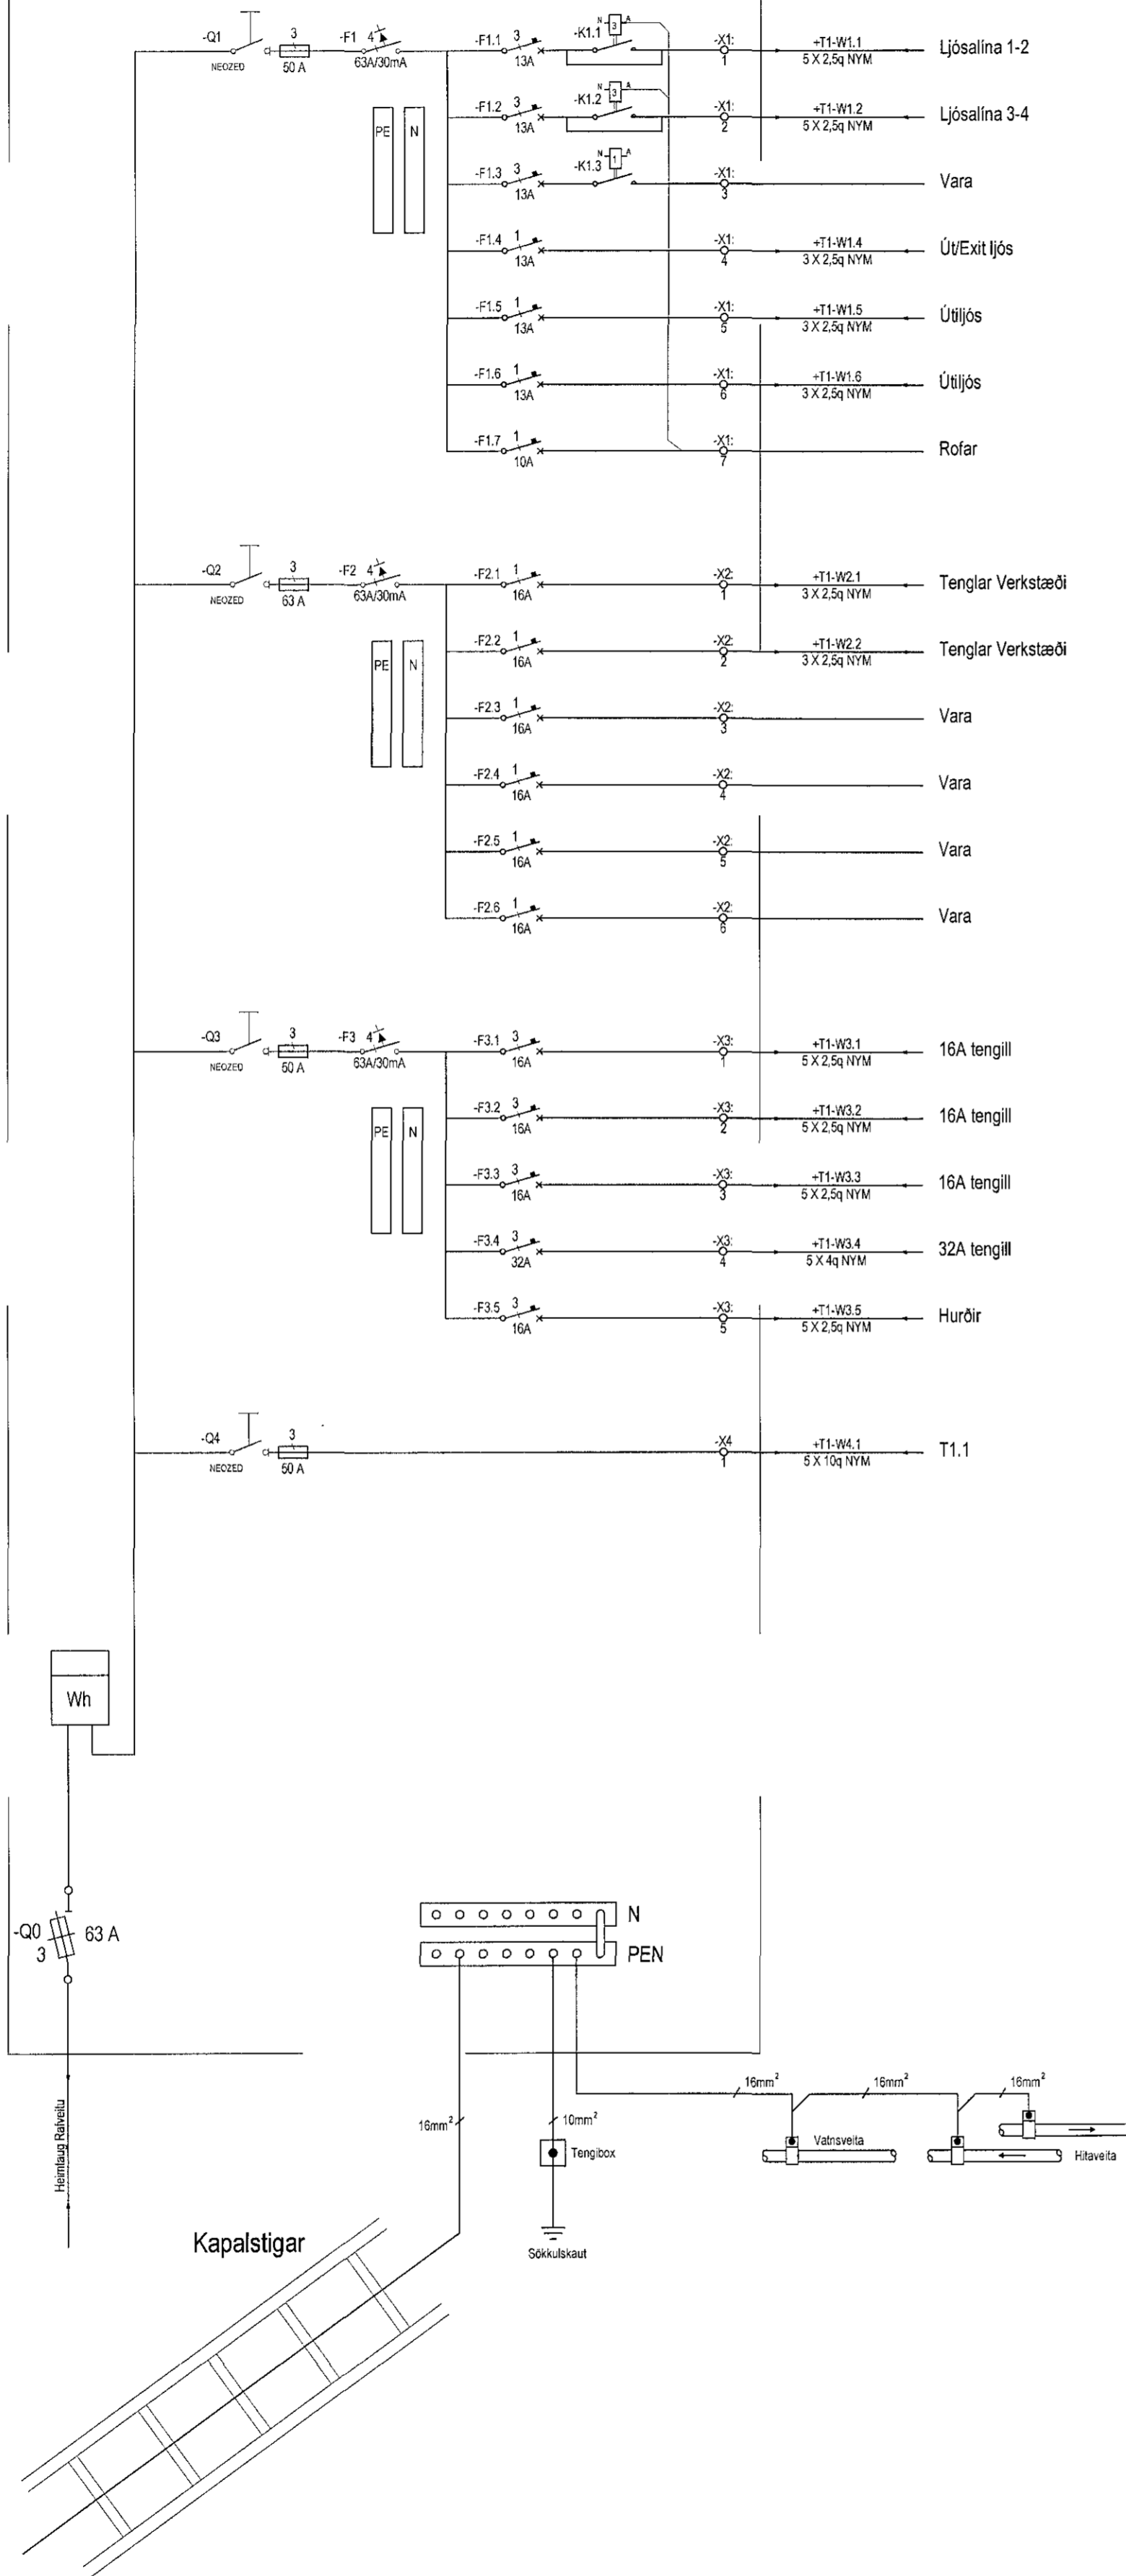 -Q1 NEOZED 3 50 A -F1 4 63A/30mA -F1.1 3 13A -K1.1 N 3 A -X1: 1 +T1-W1.1 5 X 2,5q NYM Ljósalína 1-2
-F1.2 3 13A -K1.2 N 3 A -X1: 2 +T1-W1.2 5 X 2,5q NYM Ljósalína 3-4
PE N
-F1.3 3 13A -K1.3 N 1 A -X1: 3 Vara
-F1.4 1 13A -X1: 4 +T1-W1.4 3 X 2,5q NYM Út/Exit ljós
-F1.5 1 13A -X1: 5 +T1-W1.5 3 X 2,5q NYM Útiljós
-F1.6 1 13A -X1: 6 +T1-W1.6 3 X 2,5q NYM Útiljós
-F1.7 1 10A -X1: 7 Rofar
-Q2 NEOZED 3 63 A -F2 4 63A/30mA -F2.1 1 16A -X2: 1 +T1-W2.1 3 X 2,5q NYM Tenglar Verkstæði
PE N
-F2.2 1 16A -X2: 2 +T1-W2.2 3 X 2,5q NYM Tenglar Verkstæði
-F2.3 1 16A -X2: 3 Vara
-F2.4 1 16A -X2: 4 Vara
-F2.5 1 16A -X2: 5 Vara
-F2.6 1 16A -X2: 6 Vara
-Q3 NEOZED 3 50 A -F3 4 63A/30mA -F3.1 3 16A -X3: 1 +T1-W3.1 5 X 2,5q NYM 16A tengill
PE N
-F3.2 3 16A -X3: 2 +T1-W3.2 5 X 2,5q NYM 16A tengill
-F3.3 3 16A -X3: 3 +T1-W3.3 5 X 2,5q NYM 16A tengill
-F3.4 3 32A -X3: 4 +T1-W3.4 5 X 4q NYM 32A tengill
-F3.5 3 16A -X3: 5 +T1-W3.5 5 X 2,5q NYM Hurðir
-Q4 NEOZED 3 50 A -X4 1 +T1-W4.1 5 X 10q NYM T1.1
Wh
-Q0 3 63 A
N
PEN
Heimtaug Rafveitu
16mm²
10mm²
16mm²
16mm²
16mm²
Tengibox
Vatnsveita
Hitaveita
Sökkulskaut
Kapalstigar